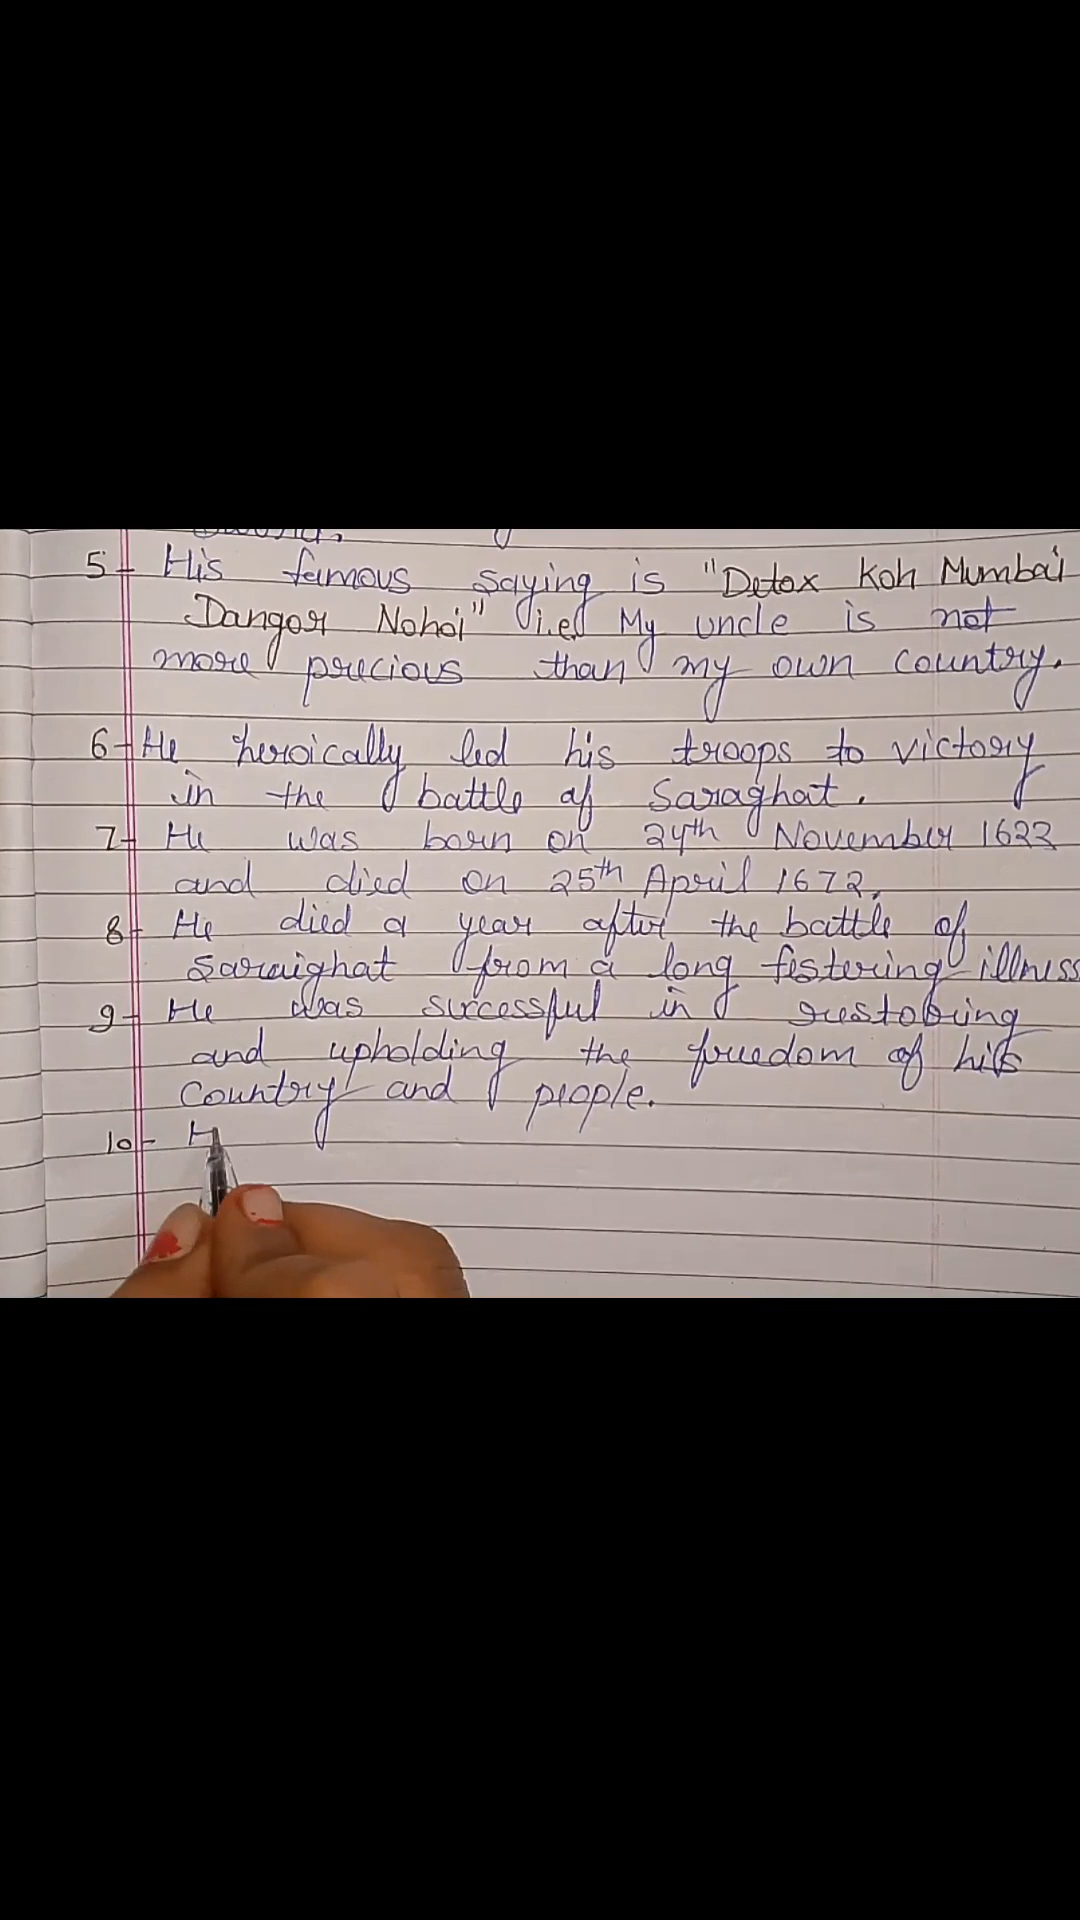 5- His famous saying is "Detox Koh Mumbai
Dangor Nohoi" i.e. My uncle is not
more precious than my own country.
6- He heroically led his troops to victory
in the battle of Saraghat.
7- He was born on 24th November 1622
and died on 25th April 1672.
8- He died a year after the battle of
Saraighat from a long festering illness
9- He was successful in restoring
and upholding the freedom of his
Country and people.
10- H